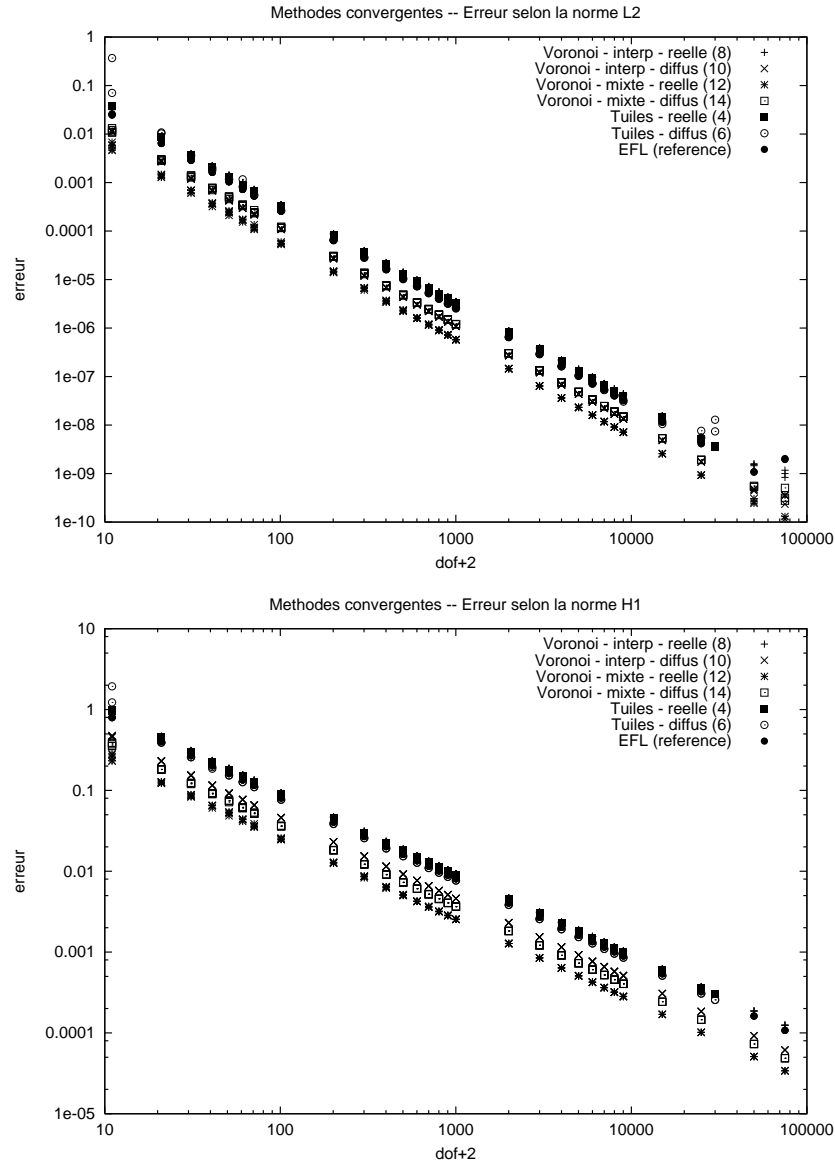 Methodes convergentes -- Erreur selon la norme L2
Voronoi - interp - reelle (8)
Voronoi - interp - diffus (10)
Voronoi - mixte - reelle (12)
Voronoi - mixte - diffus (14)
Tuiles - reelle (4)
Tuiles - diffus (6)
EFL (reference)
1
0.1
0.01
0.001
0.0001
1e-05
1e-06
1e-07
1e-08
1e-09
1e-10
erreur
10 100 1000 10000 100000
dof+2
Methodes convergentes -- Erreur selon la norme H1
Voronoi - interp - reelle (8)
Voronoi - interp - diffus (10)
Voronoi - mixte - reelle (12)
Voronoi - mixte - diffus (14)
Tuiles - reelle (4)
Tuiles - diffus (6)
EFL (reference)
10
1
0.1
0.01
0.001
0.0001
1e-05
erreur
10 100 1000 10000 100000
dof+2